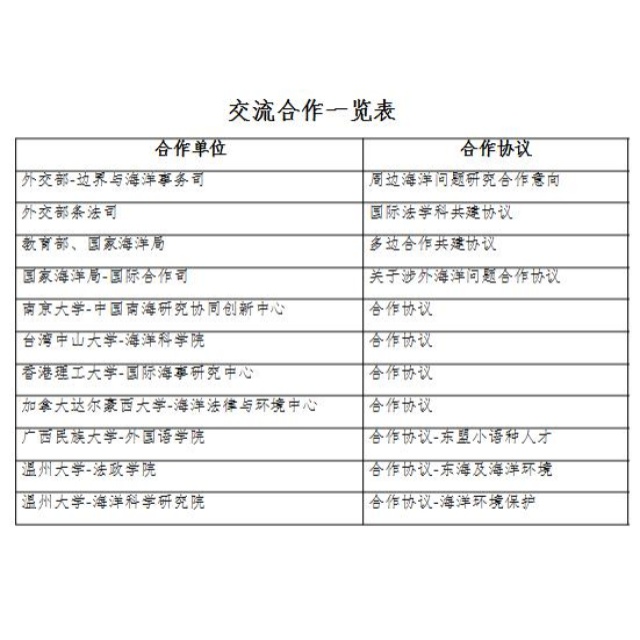 交流合作一览表
合作单位 合作协议
外交部-边界与海洋事务司 周边海洋问题研究合作意向
外交部条法司 国际法学科共建协议
教育部、国家海洋局 多边合作共建协议
国家海洋局-国际合作司 关于涉外海洋问题合作协议
南京大学-中国南海研究协同创新中心 合作协议
台湾中山大学-海洋科学院 合作协议
香港理工大学-国际海事研究中心 合作协议
加拿大达尔豪西大学-海洋法律与环境中心 合作协议
广西民族大学-外国语学院 合作协议-东盟小语种人才
温州大学-法政学院 合作协议-东海及海洋环境
温州大学-海洋科学研究院 合作协议-海洋环境保护